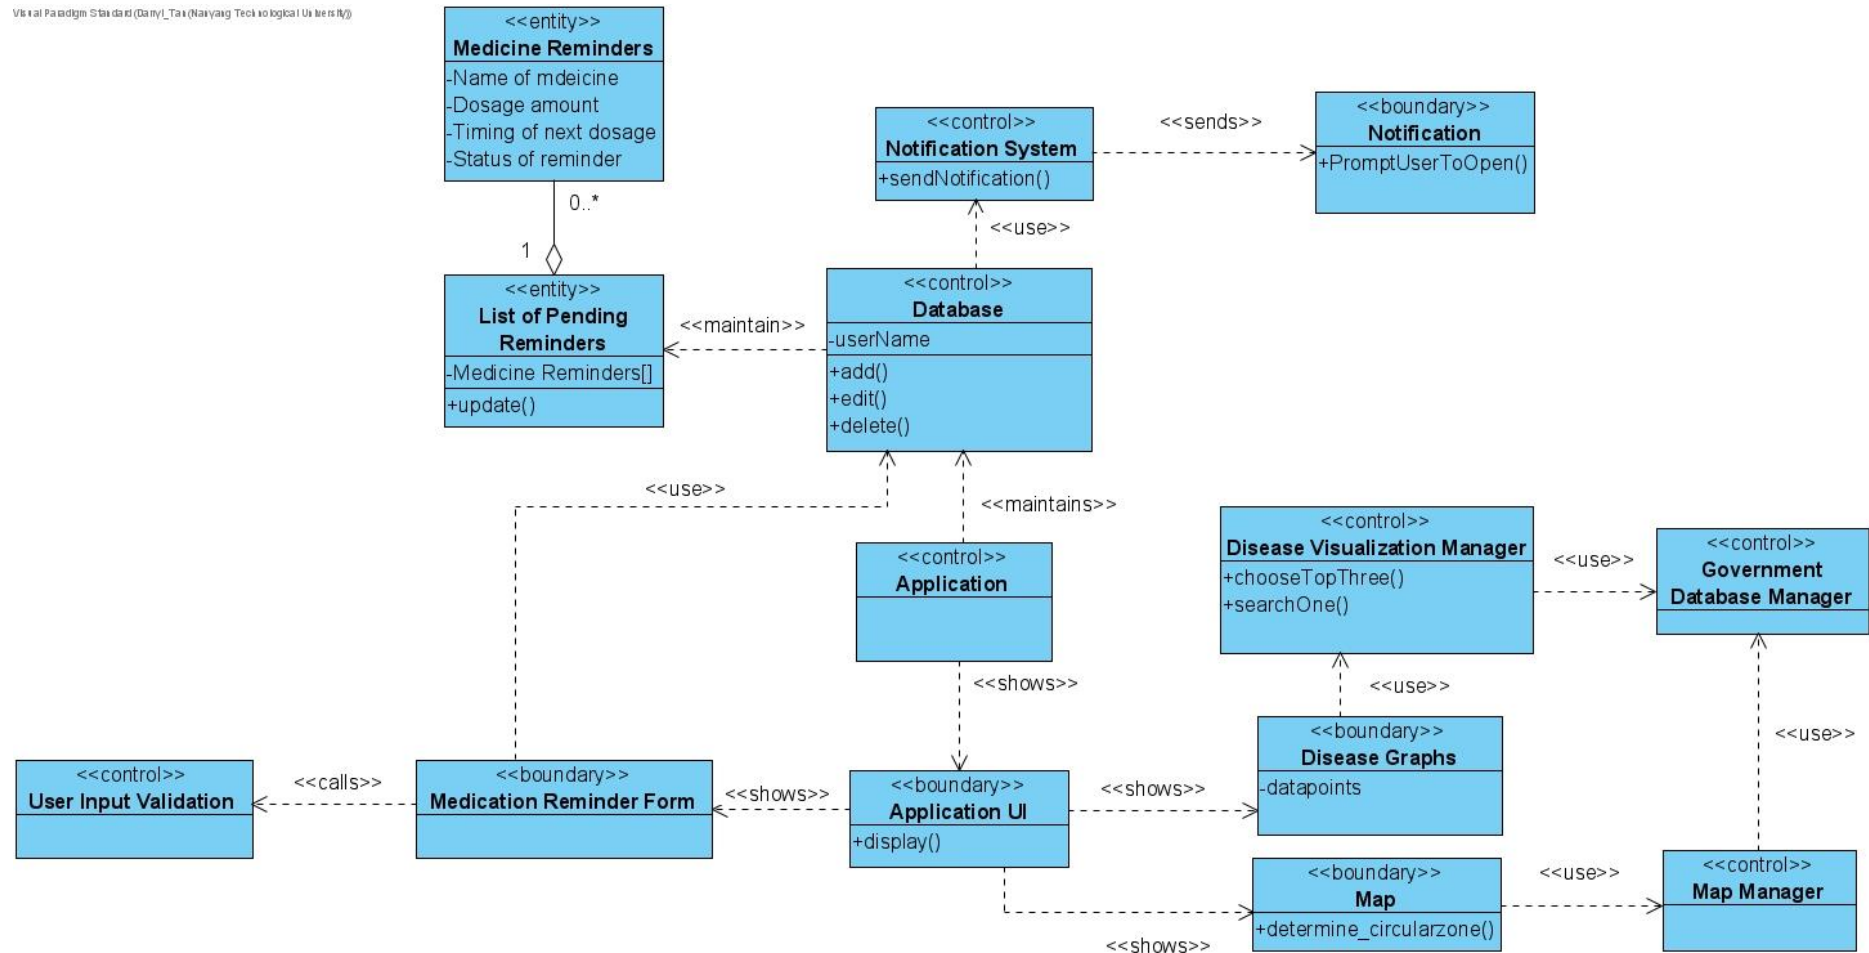 Visual Paradigm Standard(Darryl_Tan(Nanyang Technological University))
<<entity>>
Medicine Reminders
-Name of mdeicine
-Dosage amount
-Timing of next dosage
-Status of reminder
0..*
1
<<entity>>
List of Pending
Reminders
-Medicine Reminders[]
+update()
<<maintain>>
<<control>>
Notification System
+sendNotification()
<<sends>>
<<boundary>>
Notification
+PromptUserToOpen()
<<use>>
<<control>>
Database
-userName
+add()
+edit()
+delete()
<<use>>
<<maintains>>
<<control>>
Application
<<shows>>
<<control>>
Disease Visualization Manager
+chooseTopThree()
+searchOne()
<<use>>
<<control>>
Government
Database Manager
<<use>>
<<use>>
<<control>>
User Input Validation
<<calls>>
<<boundary>>
Medication Reminder Form
<<shows>>
<<boundary>>
Application UI
+display()
<<shows>>
<<boundary>>
Disease Graphs
-datapoints
<<shows>>
<<boundary>>
Map
+determine_circularzone()
<<use>>
<<control>>
Map Manager